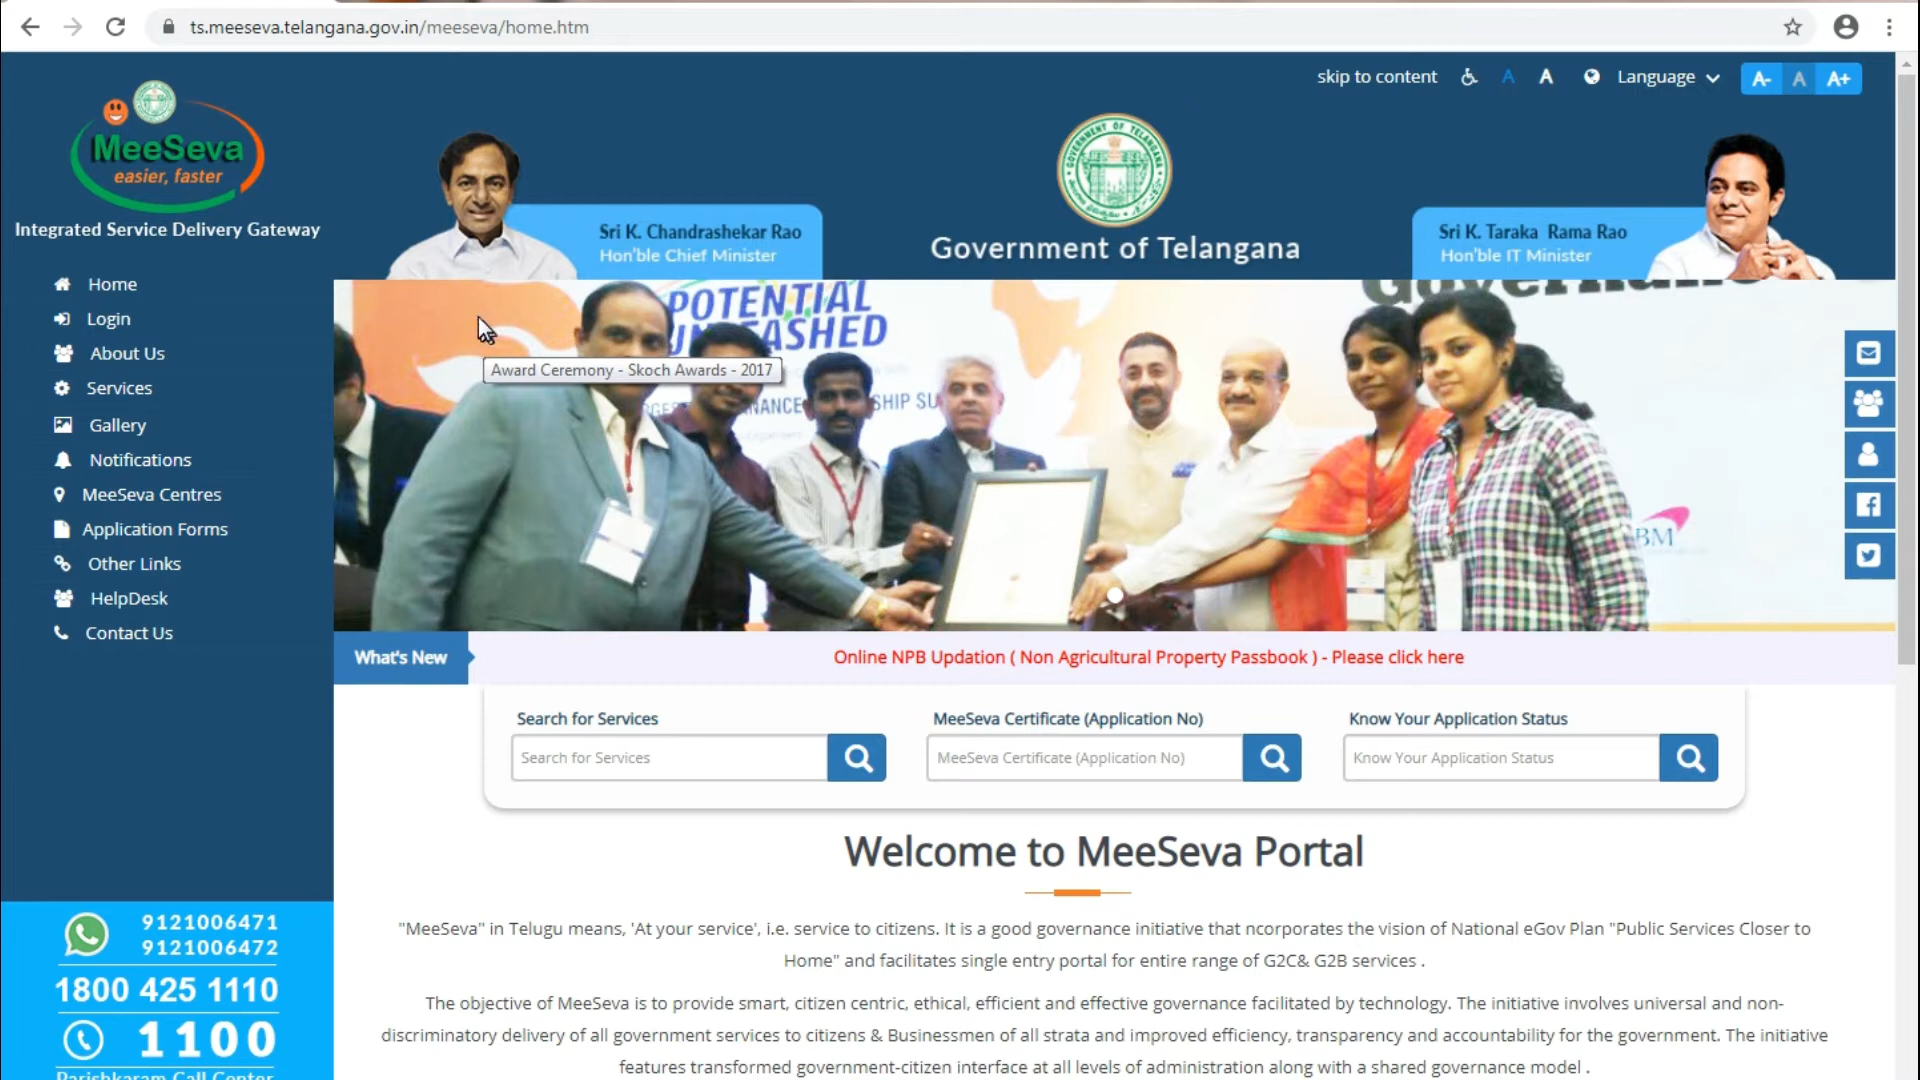 ts.meeseva.telangana.gov.in/meeseva/home.htm
skip to content A A Language A- A A+
MeeSeva
easier, faster
Integrated Service Delivery Gateway
Sri K. Chandrashekar Rao
Hon'ble Chief Minister
GOVERNMENT OF TELANGANA
Government of Telangana
Sri K. Taraka Rama Rao
Hon'ble IT Minister
Home
Login
About Us
Services
Gallery
Notifications
MeeSeva Centres
Application Forms
Other Links
HelpDesk
Contact Us
POTENTIAL
Award Ceremony - Skoch Awards - 2017
What's New
Online NPB Updation ( Non Agricultural Property Passbook ) - Please click here
Search for Services
Search for Services
MeeSeva Certificate (Application No)
MeeSeva Certificate (Application No)
Know Your Application Status
Know Your Application Status
Welcome to MeeSeva Portal
"MeeSeva" in Telugu means, 'At your service', i.e. service to citizens. It is a good governance initiative that ncorporates the vision of National eGov Plan "Public Services Closer to
Home" and facilitates single entry portal for entire range of G2C& G2B services .
The objective of MeeSeva is to provide smart, citizen centric, ethical, efficient and effective governance facilitated by technology. The initiative involves universal and non-
discriminatory delivery of all government services to citizens & Businessmen of all strata and improved efficiency, transparency and accountability for the government. The initiative
features transformed government-citizen interface at all levels of administration along with a shared governance model .
9121006471
9121006472
1800 425 1110
1100
Parishkaram Call Center